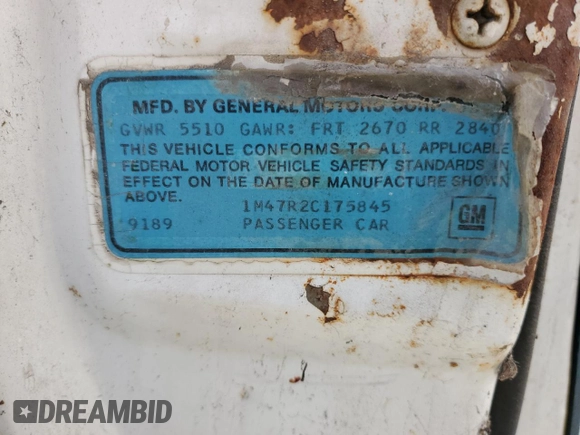 MFD. BY GENERAL MOTORS
GVWR 5510 GAWR: FRT 2670 RR 2840
THIS VEHICLE CONFORMS TO ALL APPLICABLE
FEDERAL MOTOR VEHICLE SAFETY STANDARDS IN
EFFECT ON THE DATE OF MANUFACTURE SHOWN
ABOVE.
1M47R2C175845
9189 PASSENGER CAR
GM
DREAMBID